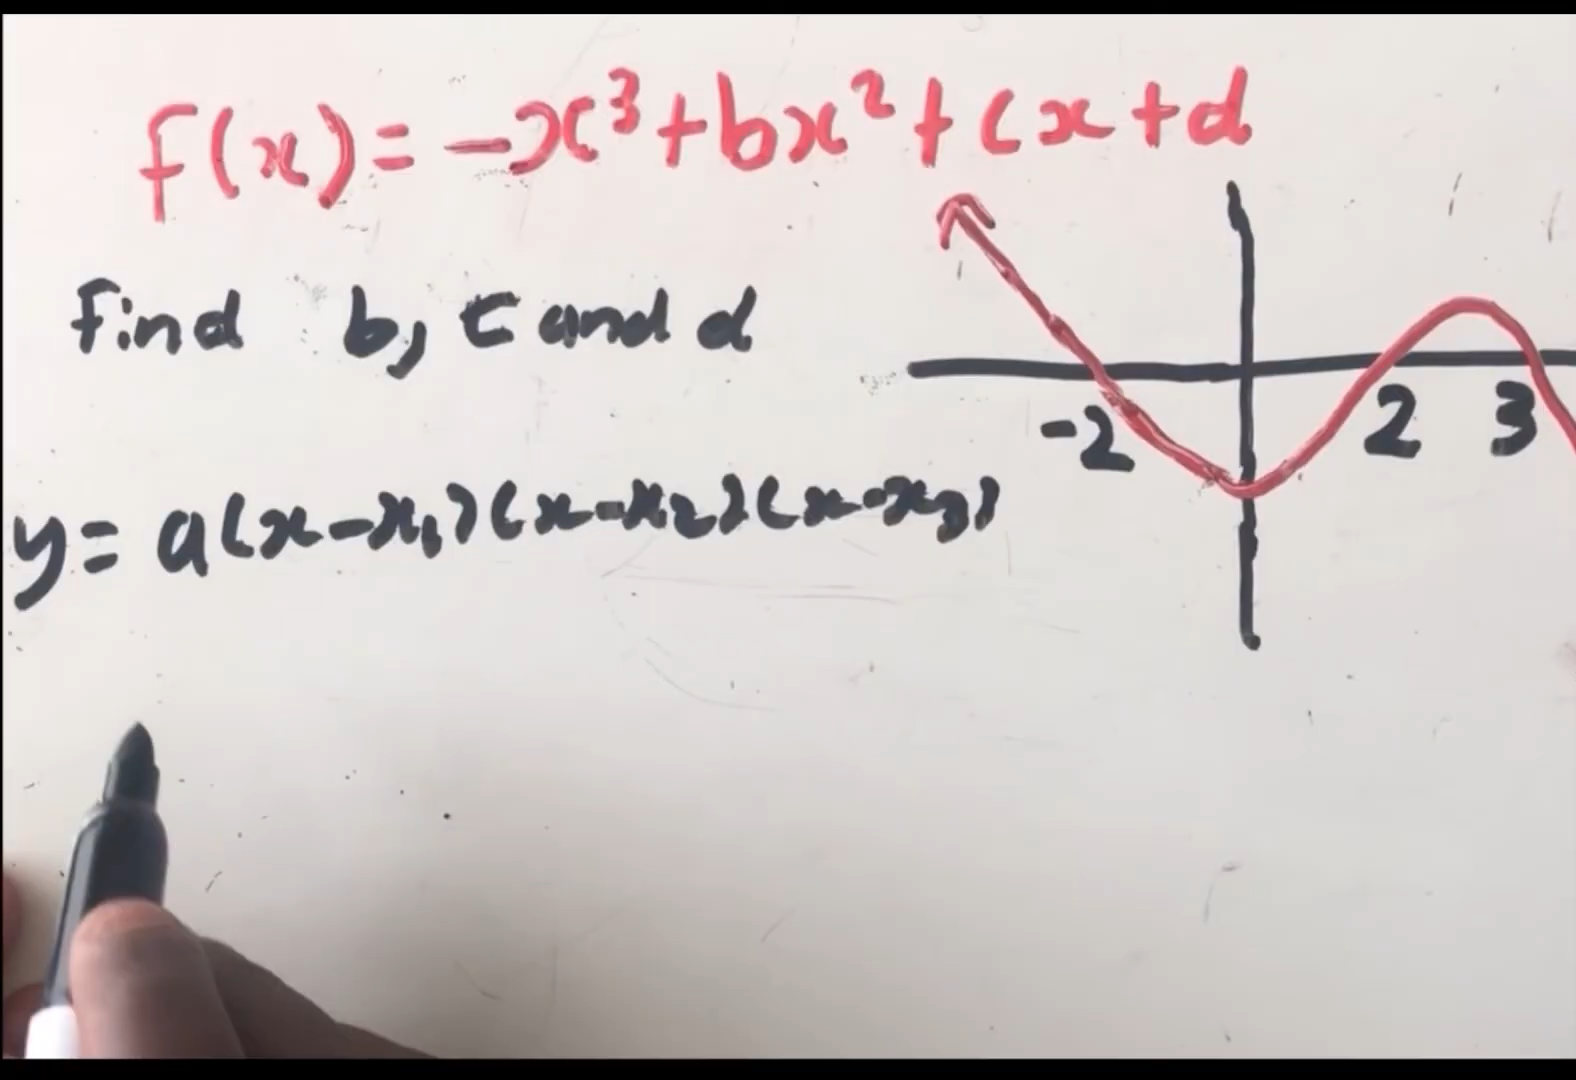 f(x) = -x³ + bx² + cx + d
Find b, c and d
-2 2 3
y = a(x-x₁)(x-x₂)(x-x₃)